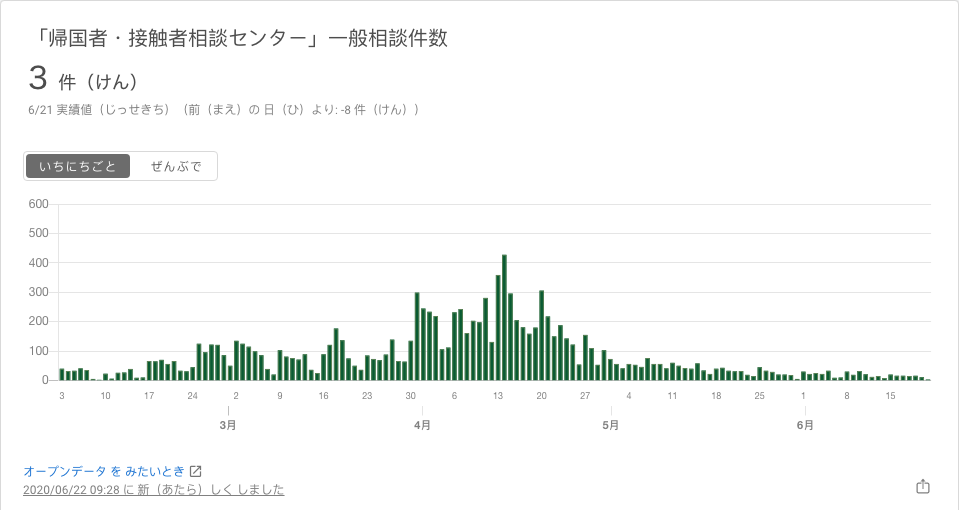 「帰国者・接触者相談センター」一般相談件数
3 件（けん）
6/21 実績値（じっせきち）（前（まえ）の 日（ひ）より: -8 件（けん））
いちにちごと ぜんぶで
600
500
400
300
200
100
0
3 10 17 24 2 9 16 23 30 6 13 20 27 4 11 18 25 1 8 15
3月 4月 5月 6月
オープンデータ を みたいとき
2020/06/22 09:28 に 新（あたら）しく しました